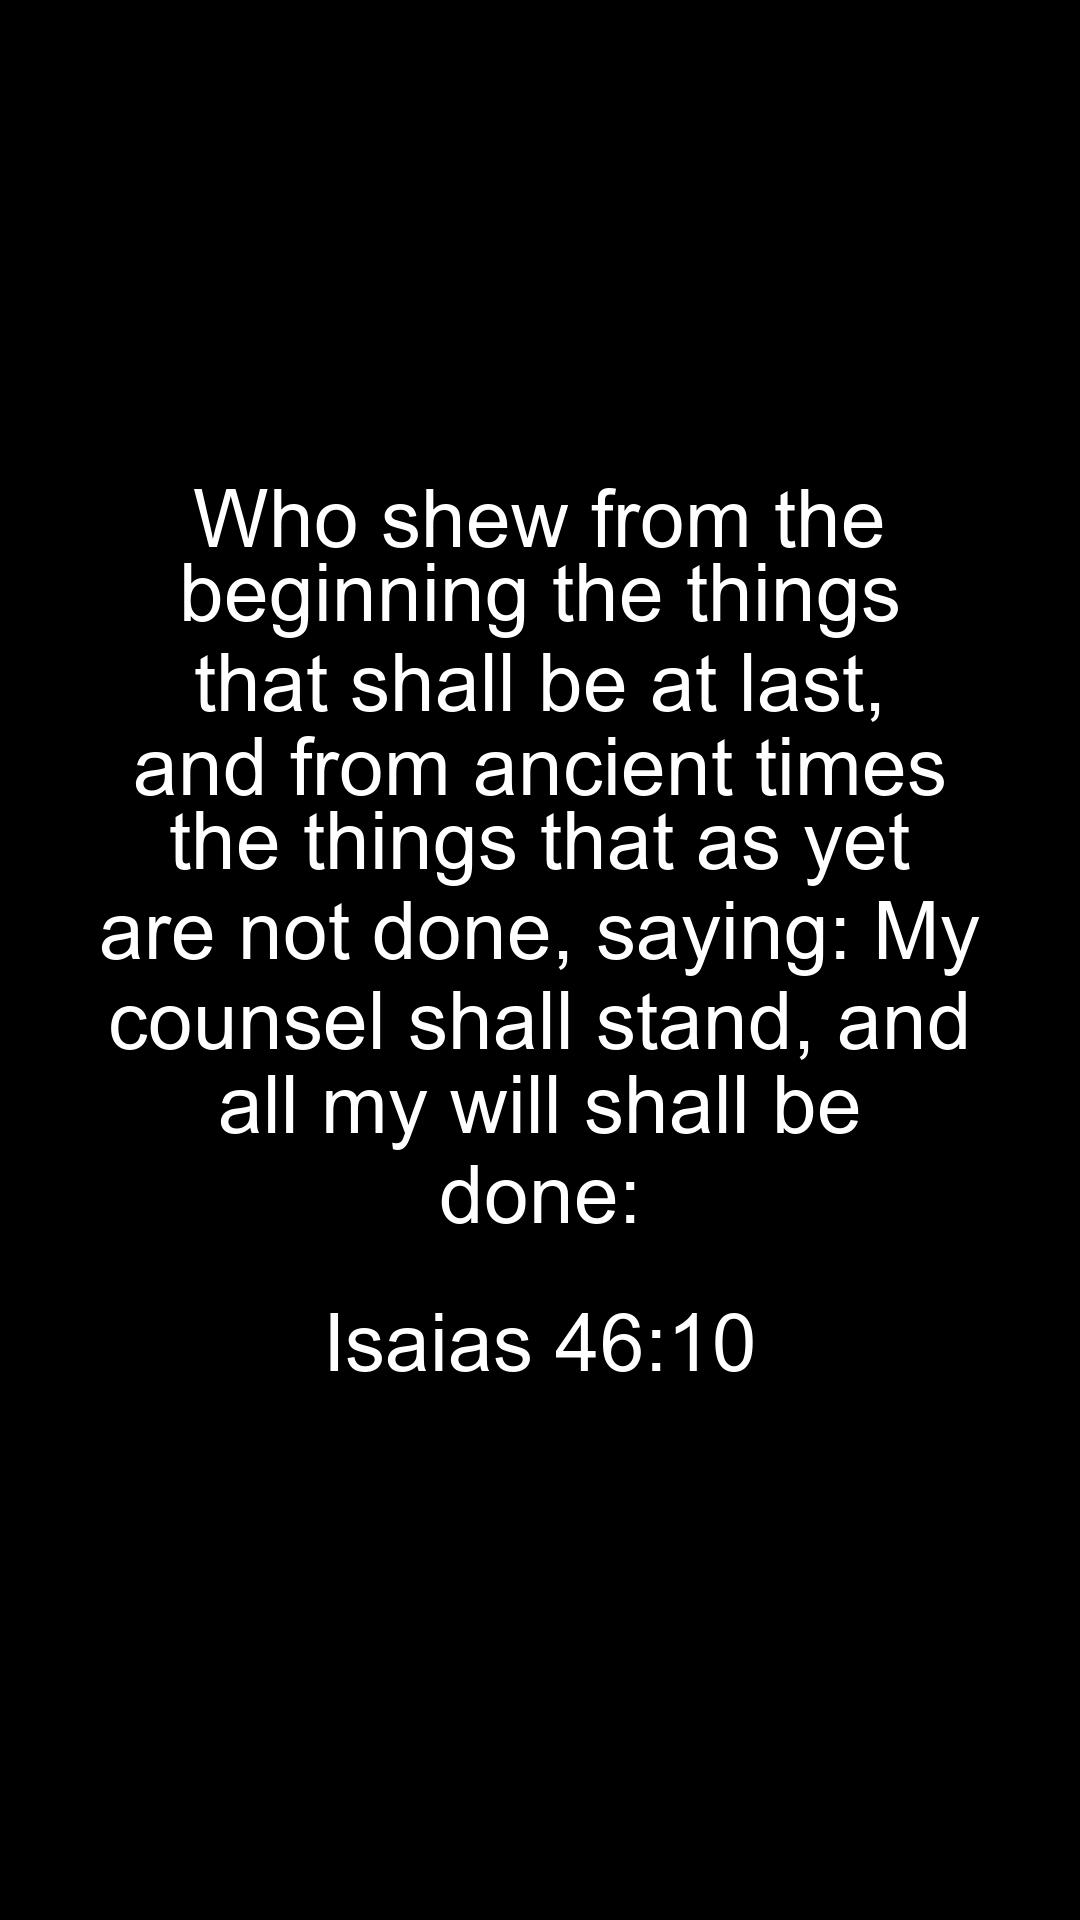 Who shew from the
beginning the things
that shall be at last,
and from ancient times
the things that as yet
are not done, saying: My
counsel shall stand, and
all my will shall be
done:
Isaias 46:10